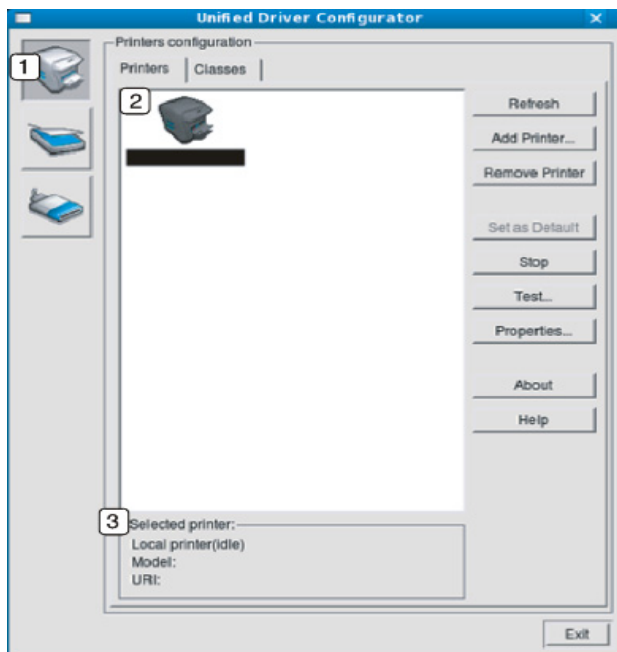 Unified Driver Configurator
Printers configuration
1
Printers
Classes
2
Refresh
Add Printer...
Remove Printer
Set as Default
Stop
Test...
Properties...
About
Help
3
Selected printer:
Local printer(idle)
Model:
URI:
Exit